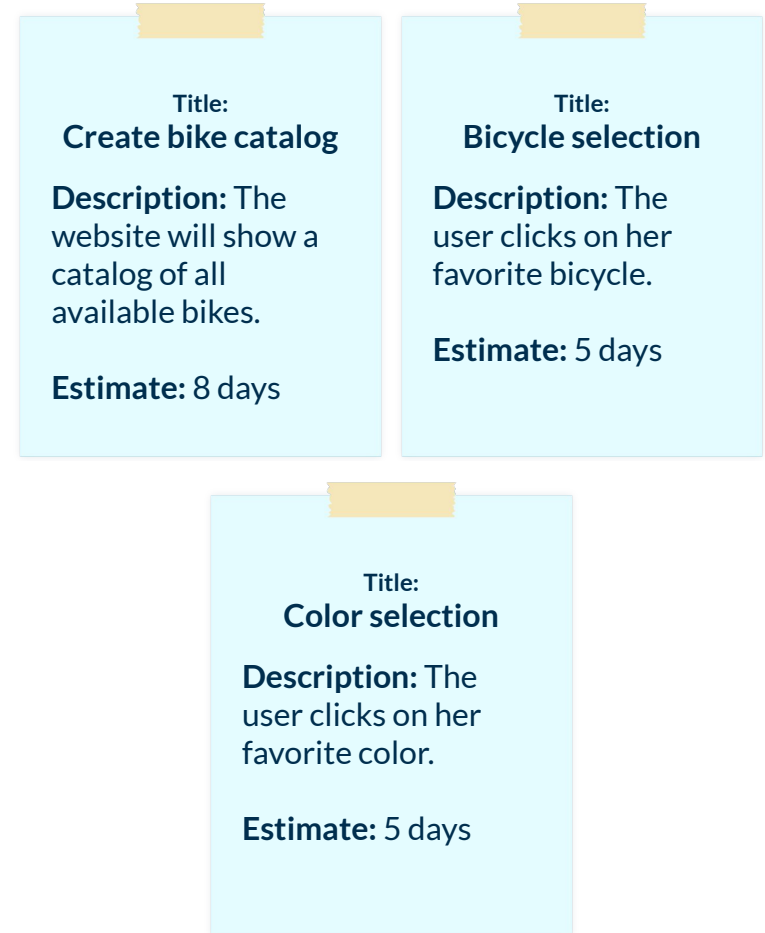 Title:
Create bike catalog
Description: The
website will show a
catalog of all
available bikes.
Estimate: 8 days
Title:
Bicycle selection
Description: The
user clicks on her
favorite bicycle.
Estimate: 5 days
Title:
Color selection
Description: The
user clicks on her
favorite color.
Estimate: 5 days